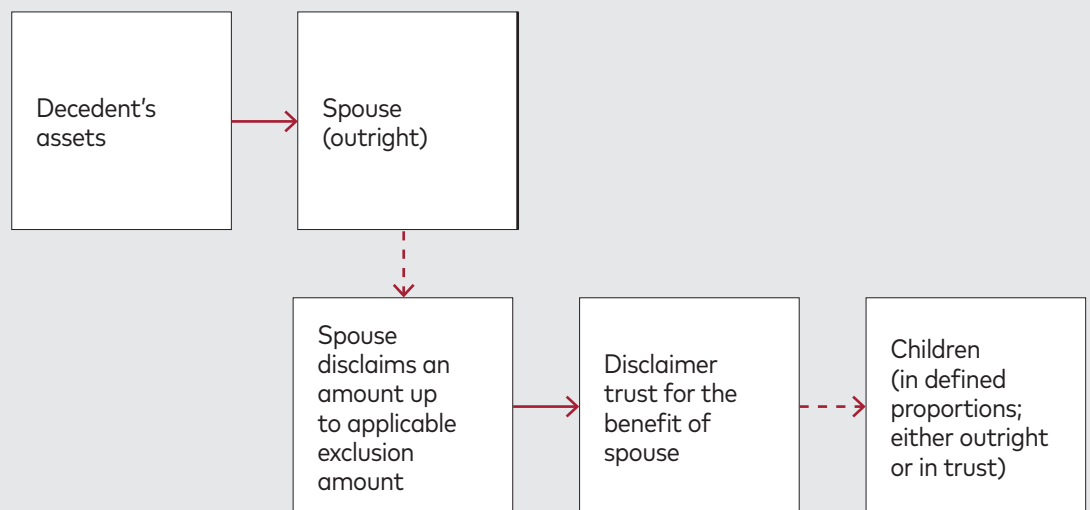 Decedent's
assets
Spouse
(outright)
Spouse
disclaims an
amount up
to applicable
exclusion
amount
Disclaimer
trust for the
benefit of
spouse
Children
(in defined
proportions;
either outright
or in trust)